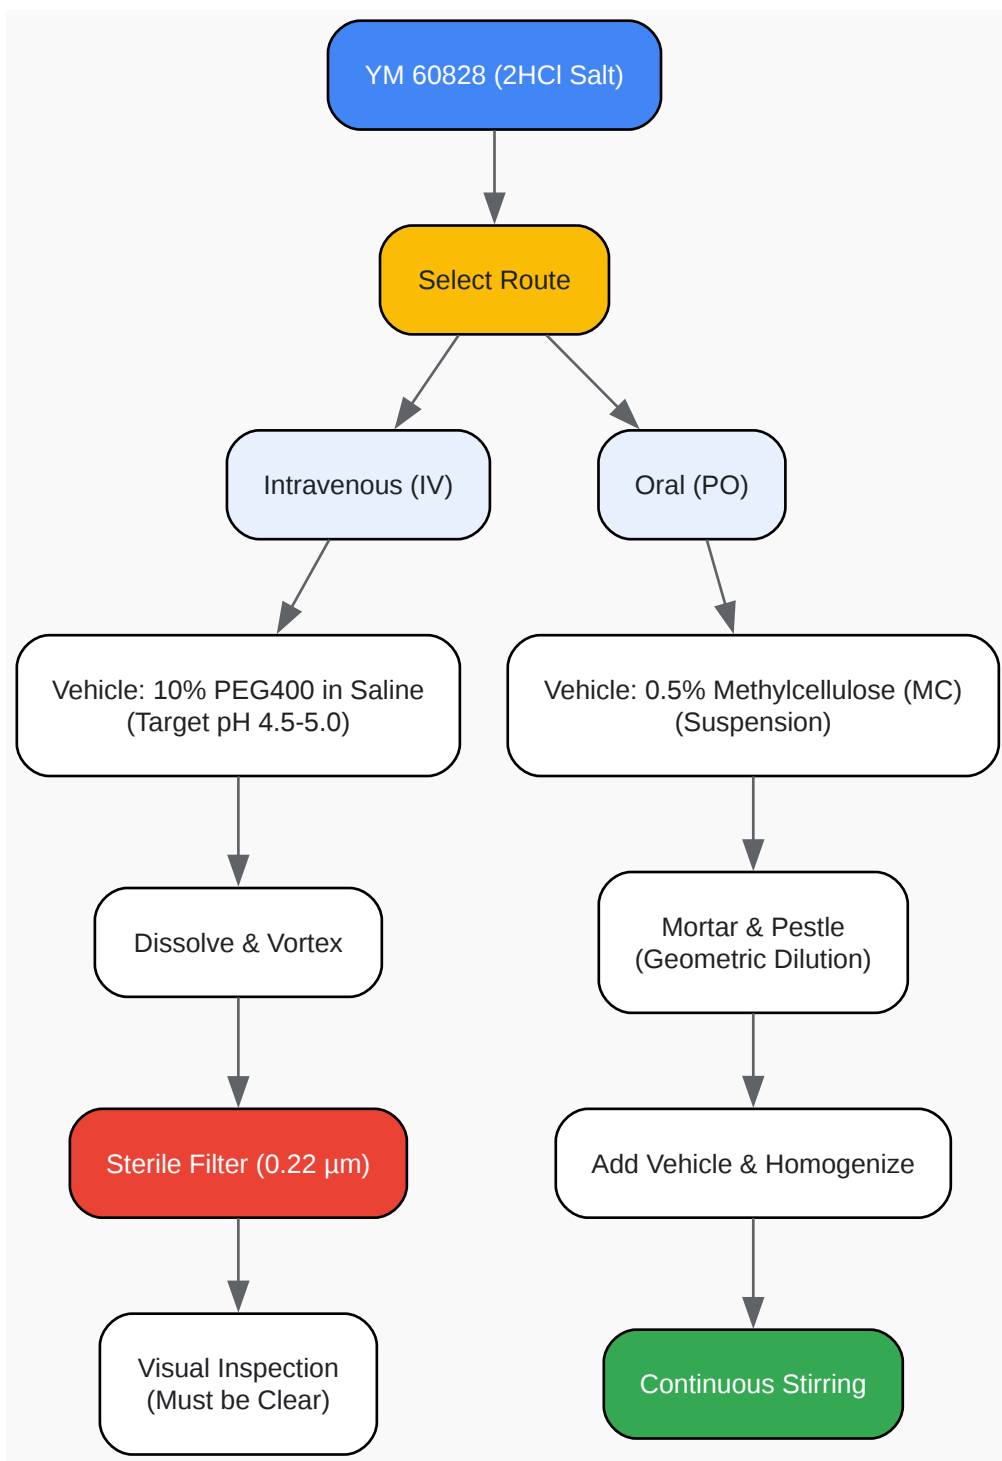 YM 60828 (2HCl Salt)
Select Route
Intravenous (IV)
Oral (PO)
Vehicle: 10% PEG400 in Saline
(Target pH 4.5-5.0)
Vehicle: 0.5% Methylcellulose (MC)
(Suspension)
Dissolve & Vortex
Mortar & Pestle
(Geometric Dilution)
Sterile Filter (0.22 µm)
Add Vehicle & Homogenize
Visual Inspection
(Must be Clear)
Continuous Stirring